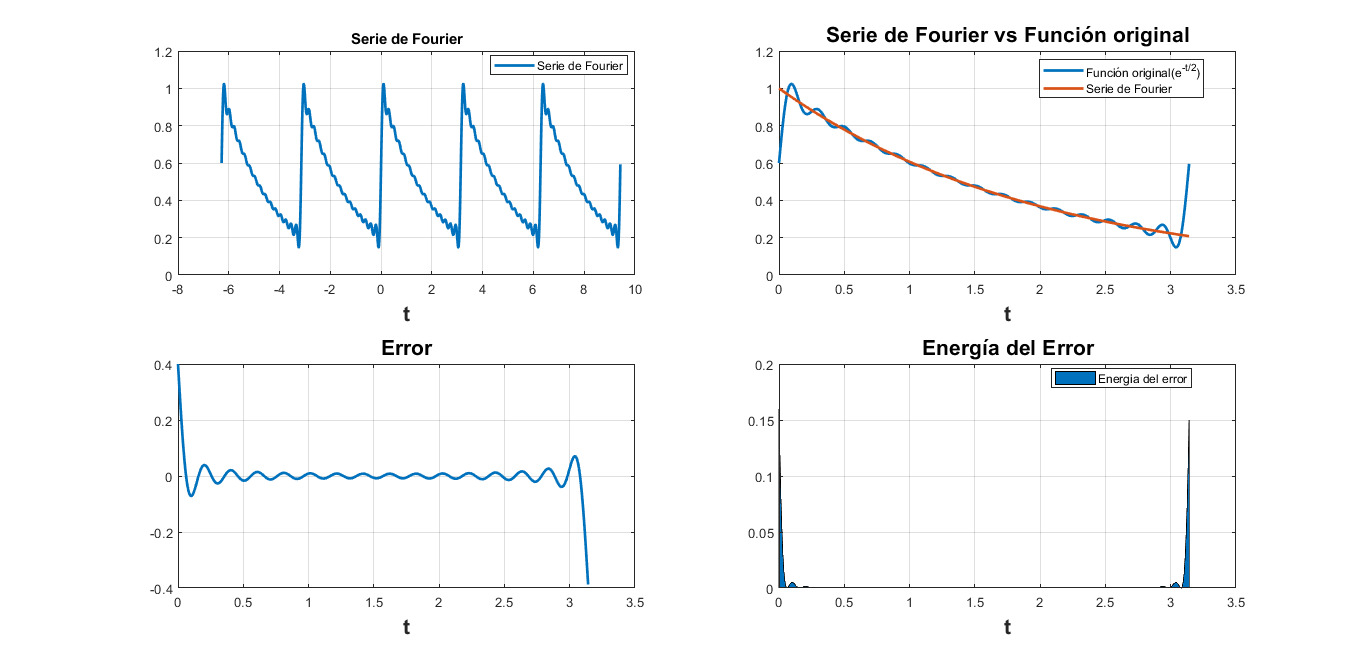 Serie de Fourier
Serie de Fourier
1.2
1
0.8
0.6
0.4
0.2
0
-8 -6 -4 -2 0 2 4 6 8 10
t
Serie de Fourier vs Función original
Función original(e^-t/2)
Serie de Fourier
1.2
1
0.8
0.6
0.4
0.2
0
0 0.5 1 1.5 2 2.5 3 3.5
t
Error
0.4
0.2
0
-0.2
-0.4
0 0.5 1 1.5 2 2.5 3 3.5
t
Energía del Error
Energia del error
0.2
0.15
0.1
0.05
0
0 0.5 1 1.5 2 2.5 3 3.5
t